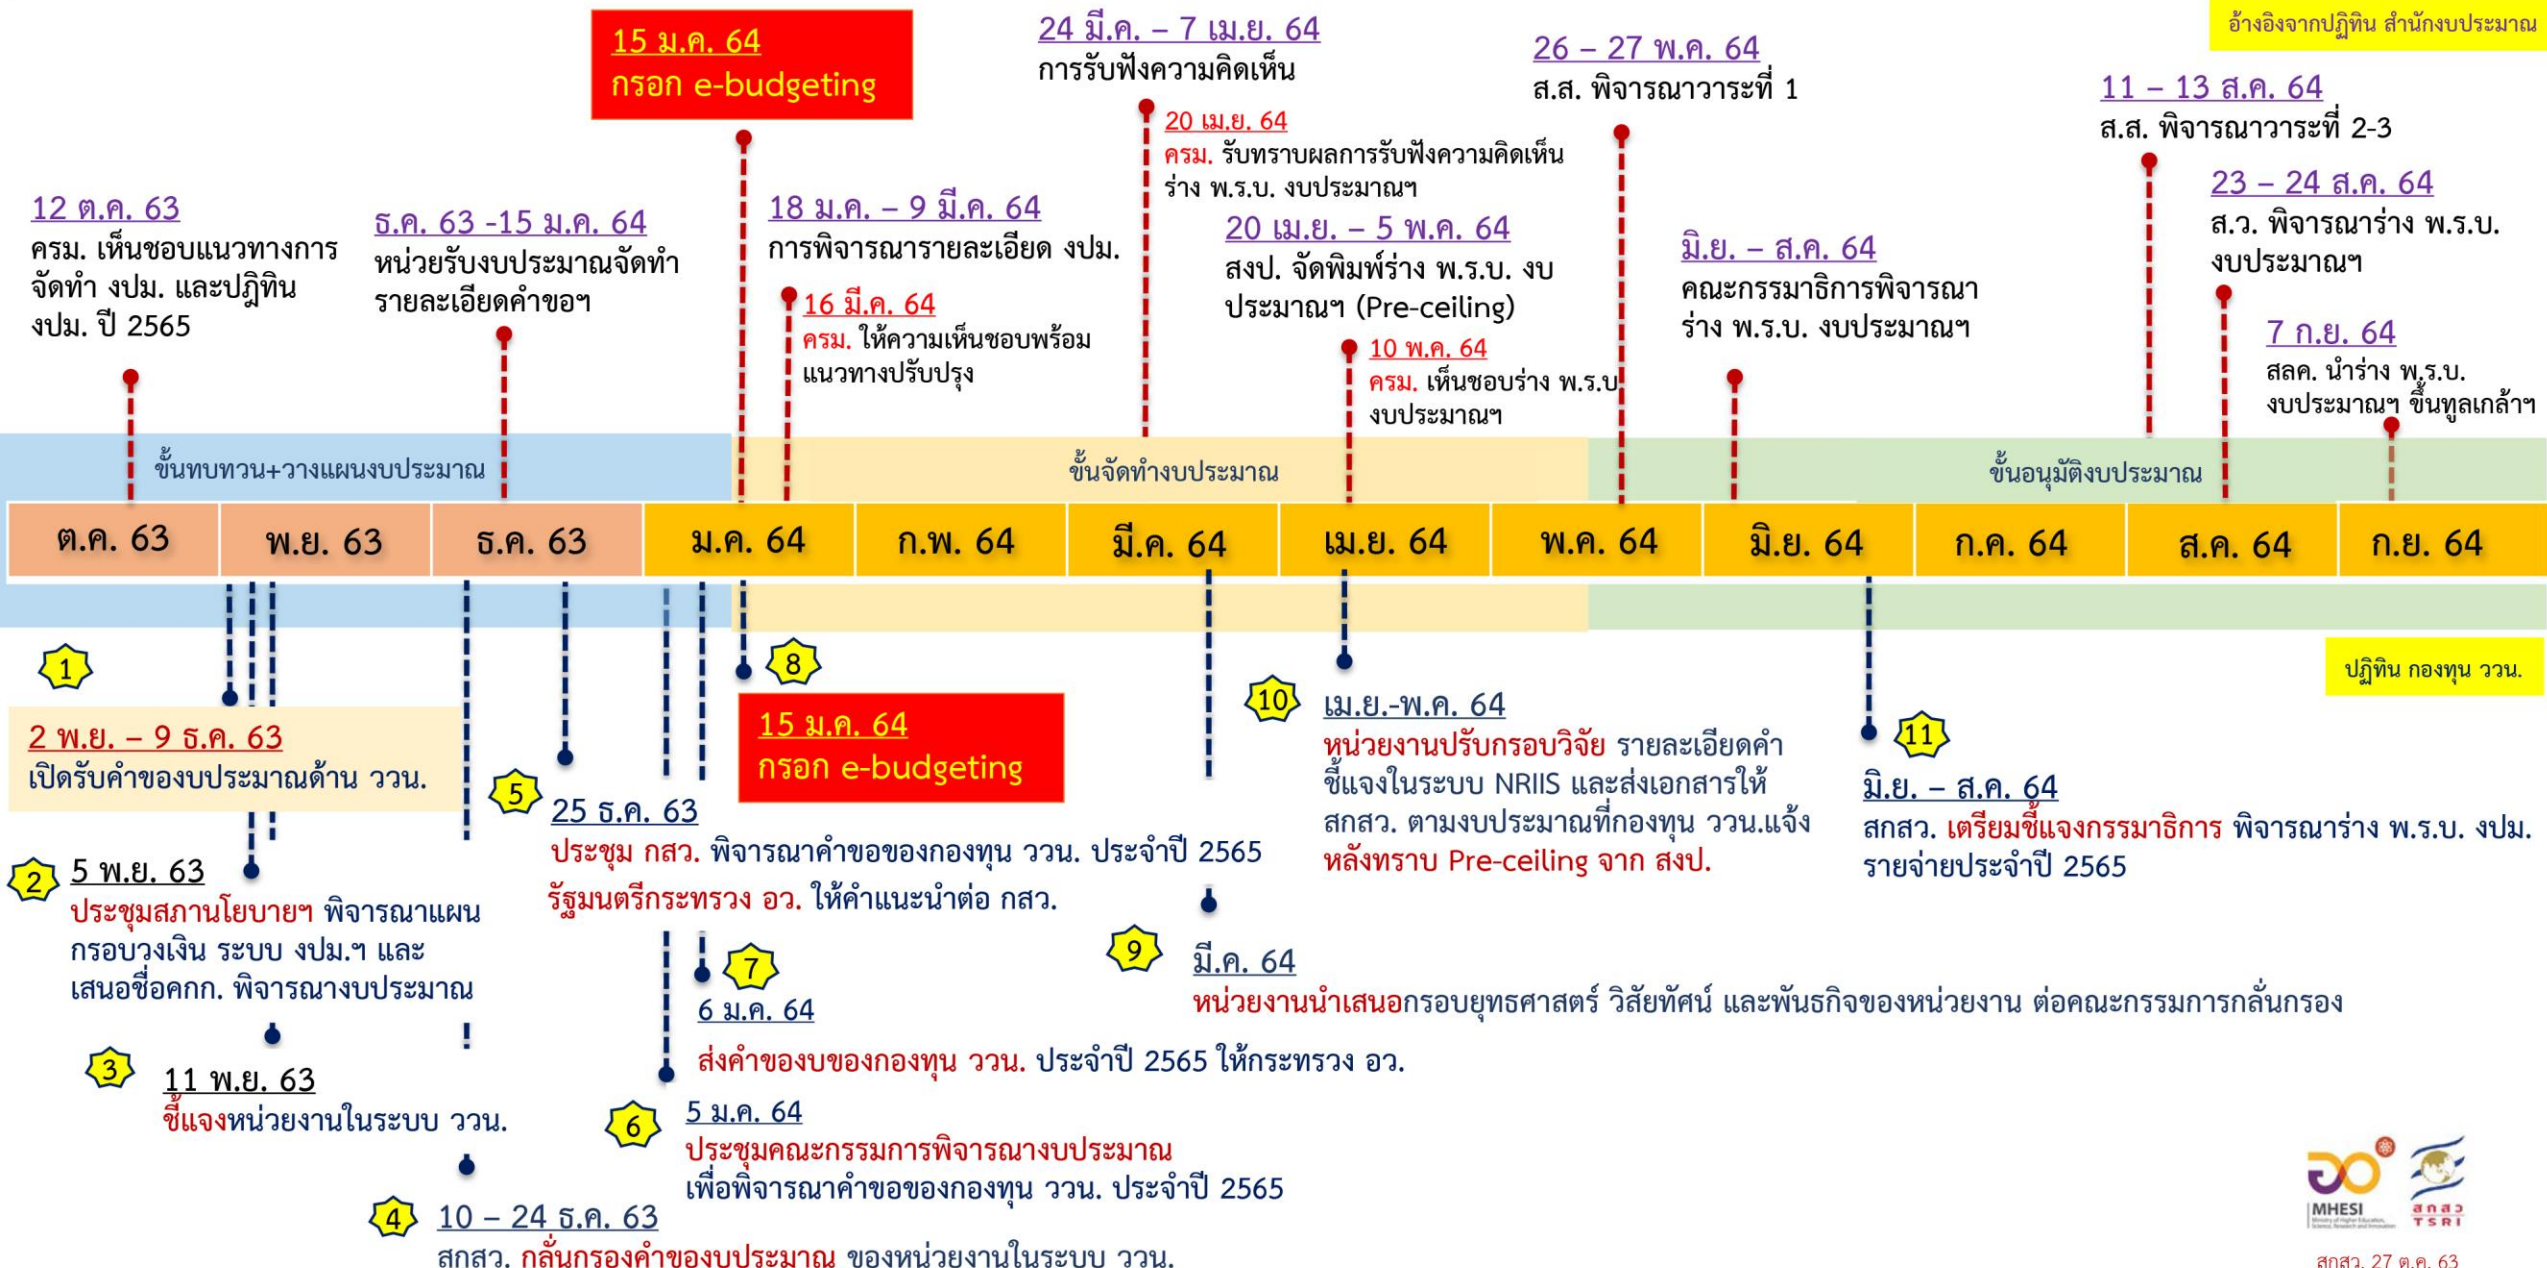 อ้างอิงจากปฏิทิน สำนักงบประมาณ
12 ต.ค. 63
ครม. เห็นชอบแนวทางการ
จัดทำ งปม. และปฎิทิน
งปม. ปี 2565
ธ.ค. 63 -15 ม.ค. 64
หน่วยรับงบประมาณจัดทำ
รายละเอียดคำขอฯ
15 ม.ค. 64
กรอก e-budgeting
18 ม.ค. – 9 มี.ค. 64
การพิจารณารายละเอียด งปม.
16 มี.ค. 64
ครม. ให้ความเห็นชอบพร้อม
แนวทางปรับปรุง
24 มี.ค. – 7 เม.ย. 64
การรับฟังความคิดเห็น
20 เม.ย. 64
ครม. รับทราบผลการรับฟังความคิดเห็น
ร่าง พ.ร.บ. งบประมาณฯ
20 เม.ย. – 5 พ.ค. 64
สงป. จัดพิมพ์ร่าง พ.ร.บ. งบ
ประมาณฯ (Pre-ceiling)
10 พ.ค. 64
ครม. เห็นชอบร่าง พ.ร.บ
งบประมาณฯ
26 – 27 พ.ค. 64
ส.ส. พิจารณาวาระที่ 1
มิ.ย. – ส.ค. 64
คณะกรรมาธิการพิจารณา
ร่าง พ.ร.บ. งบประมาณฯ
11 – 13 ส.ค. 64
ส.ส. พิจารณาวาระที่ 2-3
23 – 24 ส.ค. 64
ส.ว. พิจารณาร่าง พ.ร.บ.
งบประมาณฯ
7 ก.ย. 64
สลค. นำร่าง พ.ร.บ.
งบประมาณฯ ขึ้นทูลเกล้าฯ
ขั้นทบทวน+วางแผนงบประมาณ
ขั้นจัดทำงบประมาณ
ขั้นอนุมัติงบประมาณ
ต.ค. 63
พ.ย. 63
ธ.ค. 63
ม.ค. 64
ก.พ. 64
มี.ค. 64
เม.ย. 64
พ.ค. 64
มิ.ย. 64
ก.ค. 64
ส.ค. 64
ก.ย. 64
ปฏิทิน กองทุน ววน.
1
2 พ.ย. – 9 ธ.ค. 63
เปิดรับคำของบประมาณด้าน ววน.
2
5 พ.ย. 63
ประชุมสภานโยบายฯ พิจารณาแผน
กรอบวงเงิน ระบบ งปม.ฯ และ
เสนอชื่อคกก. พิจารณางบประมาณ
3
11 พ.ย. 63
ชี้แจงหน่วยงานในระบบ ววน.
4
10 – 24 ธ.ค. 63
สกสว. กลั่นกรองคำของบประมาณ ของหน่วยงานในระบบ ววน.
5
25 ธ.ค. 63
ประชุม กสว. พิจารณาคำขอของกองทุน ววน. ประจำปี 2565
รัฐมนตรีกระทรวง อว. ให้คำแนะนำต่อ กสว.
6
5 ม.ค. 64
ประชุมคณะกรรมการพิจารณางบประมาณ
เพื่อพิจารณาคำขอของกองทุน ววน. ประจำปี 2565
7
6 ม.ค. 64
ส่งคำของบของกองทุน ววน. ประจำปี 2565 ให้กระทรวง อว.
8
15 ม.ค. 64
กรอก e-budgeting
9
มี.ค. 64
หน่วยงานนำเสนอกรอบยุทธศาสตร์ วิสัยทัศน์ และพันธกิจของหน่วยงาน ต่อคณะกรรมการกลั่นกรอง
10
เม.ย.-พ.ค. 64
หน่วยงานปรับกรอบวิจัย รายละเอียดคำ
ชี้แจงในระบบ NRIIS และส่งเอกสารให้
สกสว. ตามงบประมาณที่กองทุน ววน.แจ้ง
หลังทราบ Pre-ceiling จาก สงป.
11
มิ.ย. – ส.ค. 64
สกสว. เตรียมชี้แจงกรรมาธิการ พิจารณาร่าง พ.ร.บ. งปม.
รายจ่ายประจำปี 2565
MHESI
Ministry of Higher Education,
Science, Research and Innovation
สกสว
TSRI
สกสว. 27 ต.ค. 63